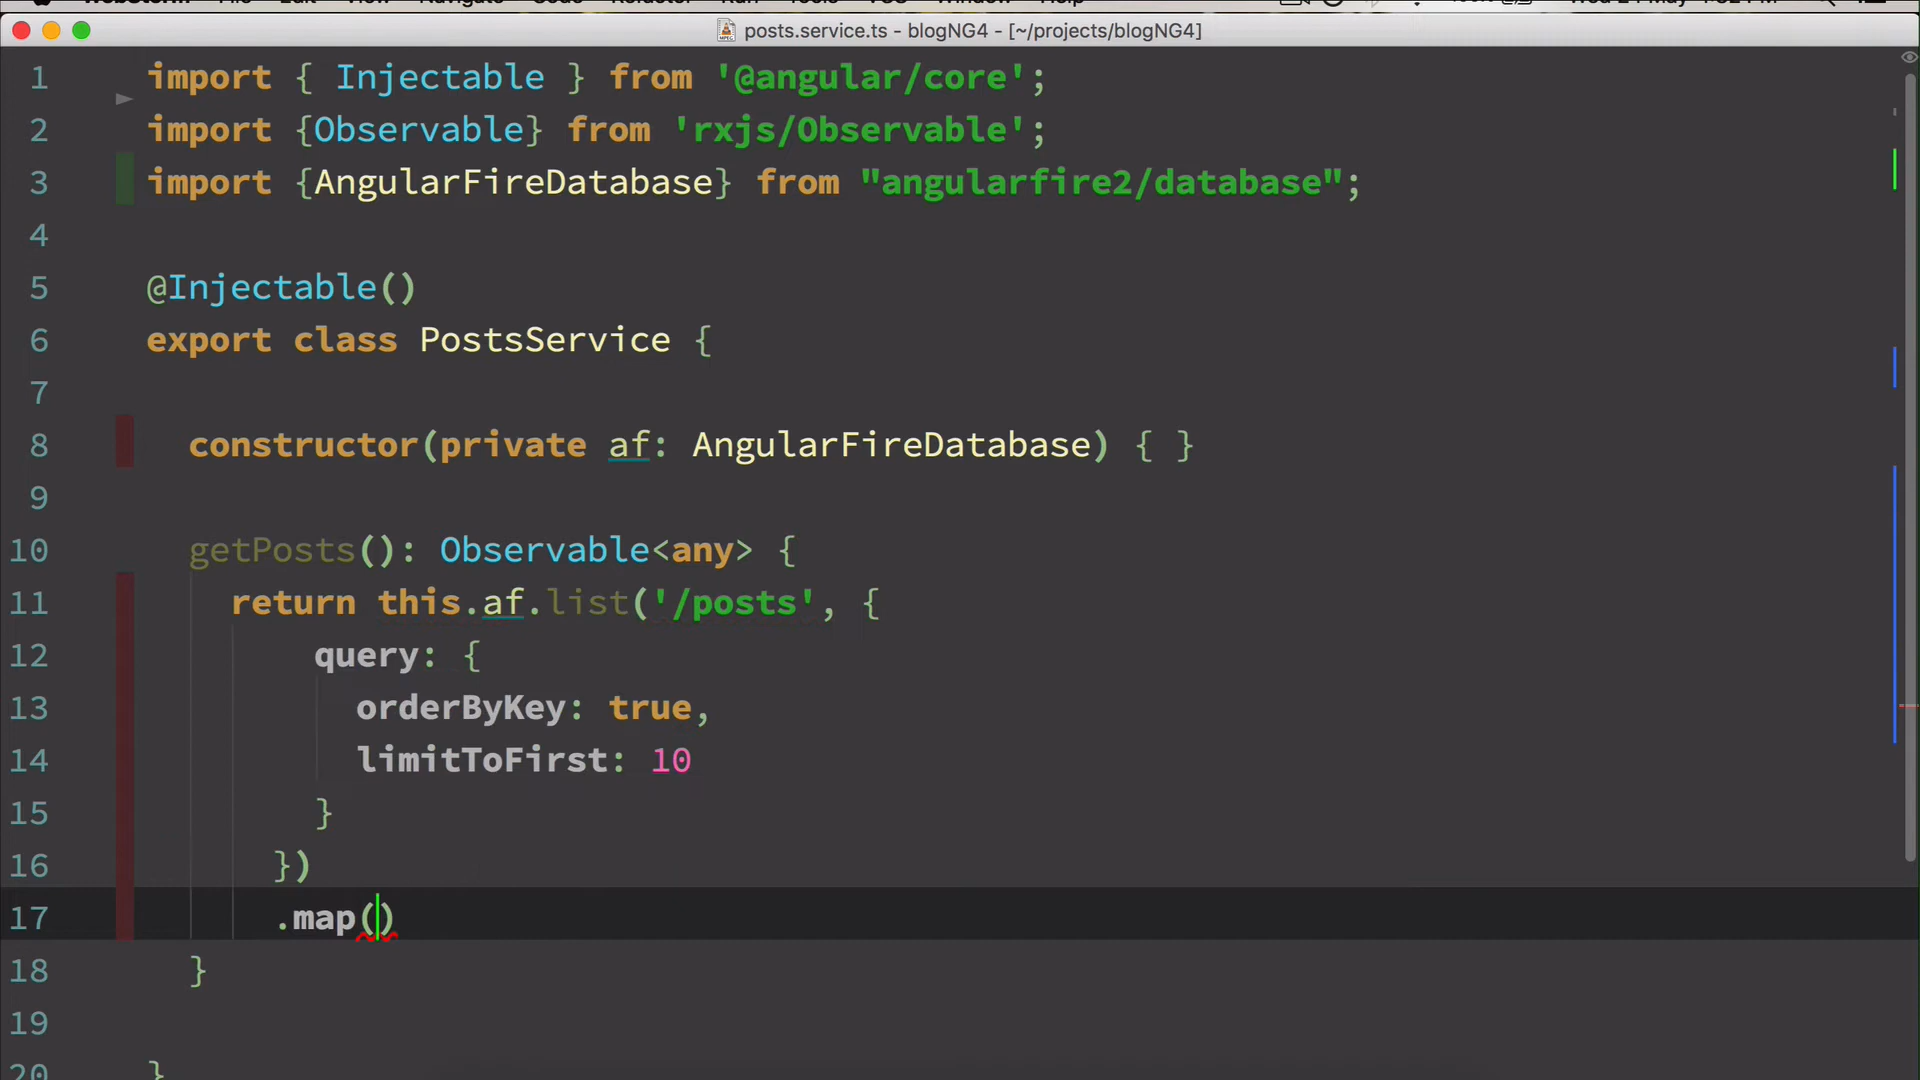 posts.service.ts - blogNG4 - [~/projects/blogNG4]
1 import { Injectable } from '@angular/core';
2 import {Observable} from 'rxjs/Observable';
3 import {AngularFireDatabase} from "angularfire2/database";
4
5 @Injectable()
6 export class PostsService {
7
8 constructor(private af: AngularFireDatabase) { }
9
10 getPosts(): Observable<any> {
11 return this.af.list('/posts', {
12 query: {
13 orderByKey: true,
14 limitToFirst: 10
15 }
16 })
17 .map()
18 }
19
20 }